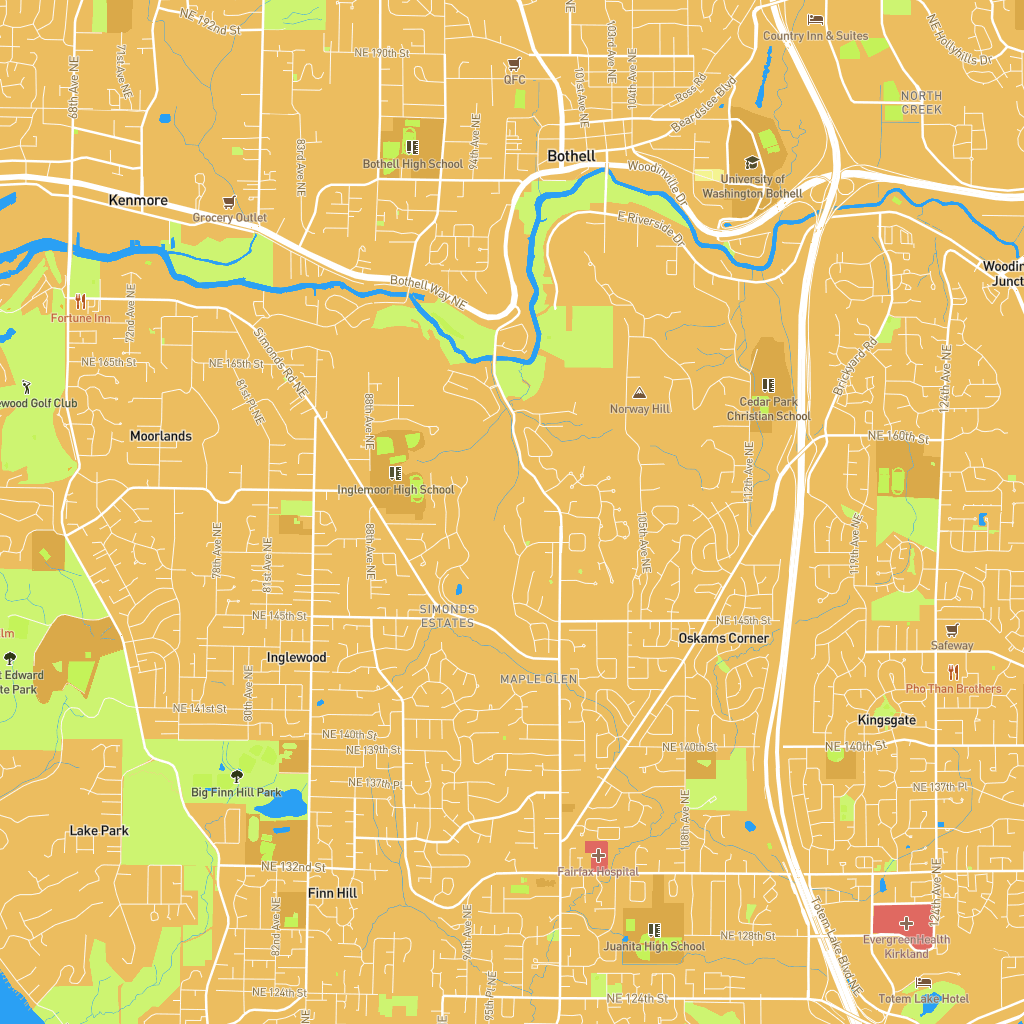 NE 192nd St
NE 190th St
QFC
103rd Ave NE
Country Inn & Suites
NE Hollyhills Dr
71st Ave NE
68th Ave NE
101st Ave NE
104th Ave NE
Ross Rd
Beardslee Blvd
NORTH
CREEK
83rd Ave NE
94th Ave NE
Bothell High School
Bothell
Woodinville Dr
University of
Washington Bothell
Kenmore
Grocery Outlet
E Riverside Dr
Bothell Way NE
Fortune Inn
72nd Ave NE
NE 165th St
NE 165th St
Simonds Rd NE
81st Pl NE
88th Ave NE
Norway Hill
Cedar Park
Christian School
Brickyard Rd
124th Ave NE
Moorlands
NE 160th St
Inglemoor High School
112th Ave NE
78th Ave NE
81st Ave NE
88th Ave NE
105th Ave NE
119th Ave NE
NE 145th St
SIMONDS
ESTATES
NE 145th St
Oskams Corner
Safeway
Inglewood
MAPLE GLEN
Pho Than Brothers
80th Ave NE
NE 141st St
Kingsgate
NE 140th St
NE 139th St
NE 140th St
NE 140th St
NE 137th Pl
NE 137th Pl
Big Finn Hill Park
Lake Park
108th Ave NE
NE 132nd St
Fairfax Hospital
Finn Hill
124th Ave NE
82nd Ave NE
94th Ave NE
Juanita High School
NE 128th St
Totem Lake Blvd NE
EvergreenHealth
Kirkland
NE 124th St
95th Pl NE
NE 124th St
Totem Lake Hotel